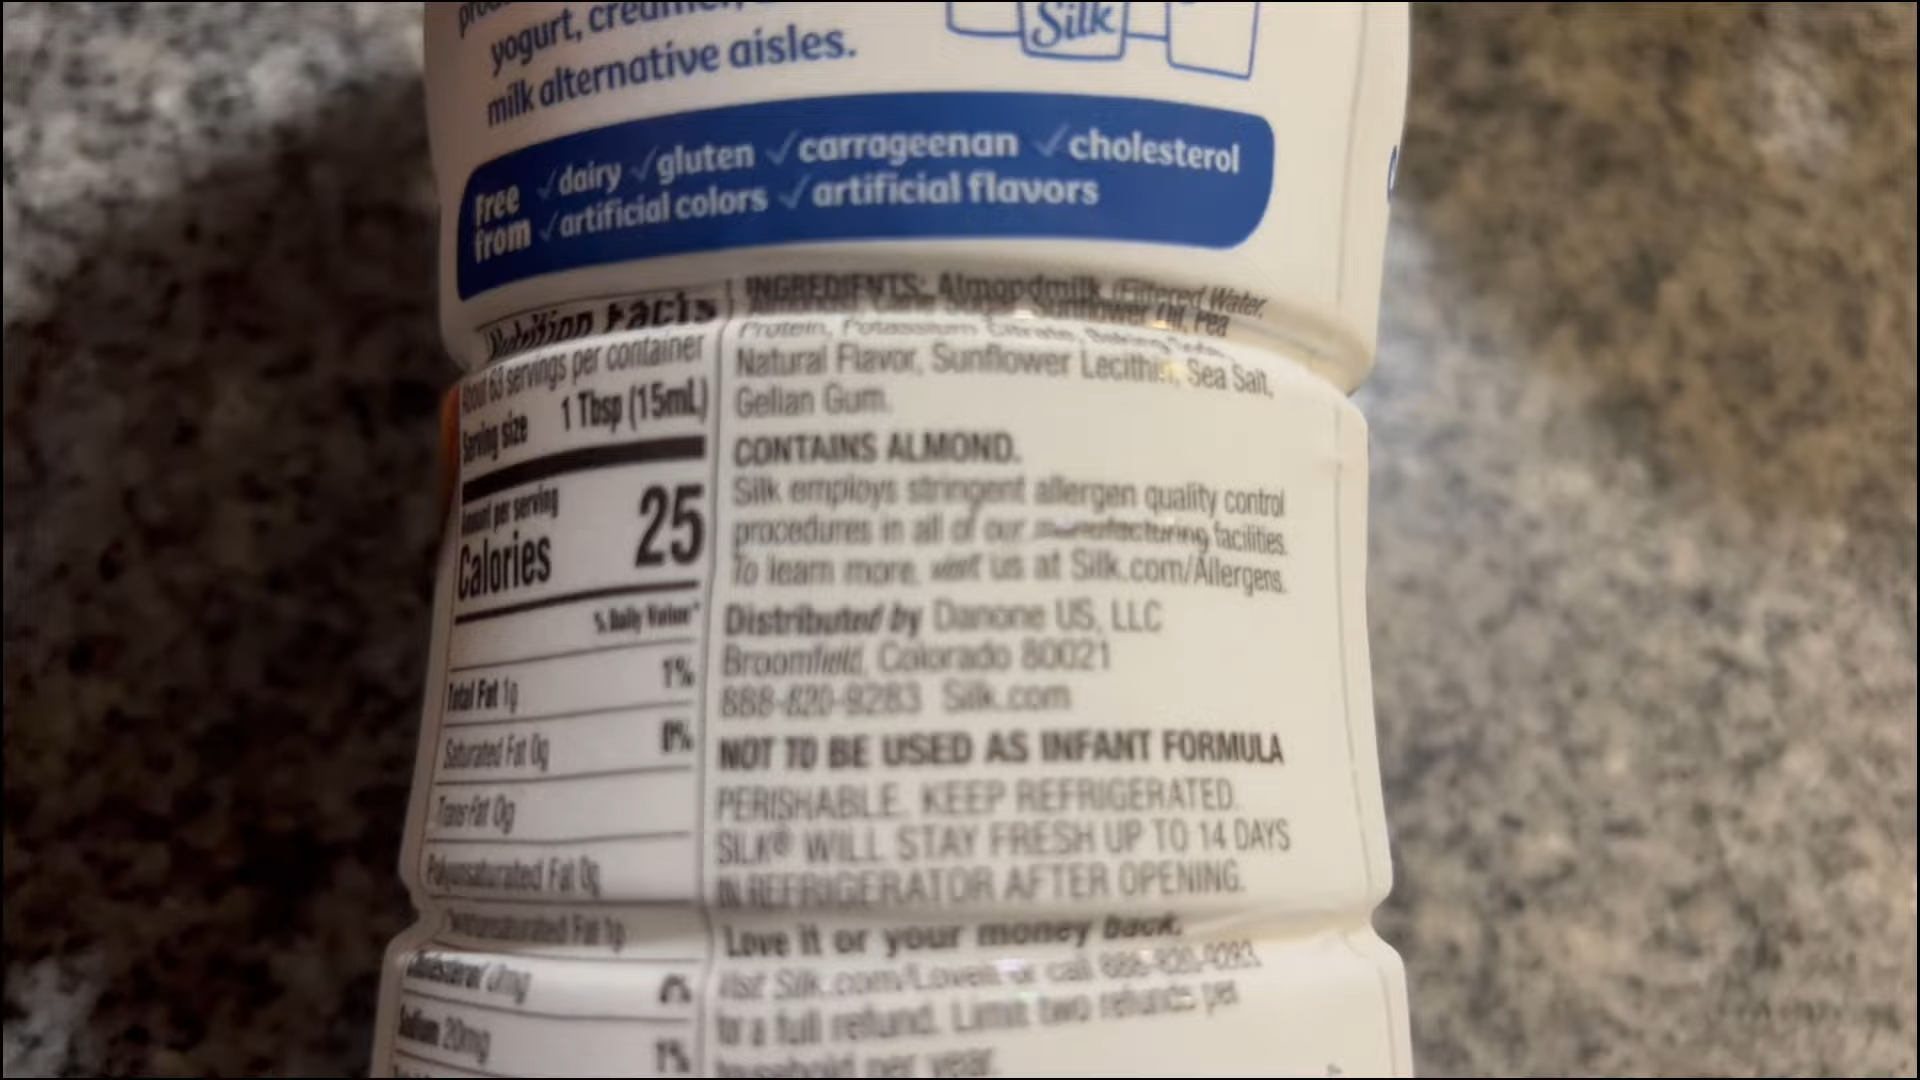 yogurt, creamer,
milk alternative aisles.
Silk
free from
dairy gluten carrageenan cholesterol
artificial colors artificial flavors
Nutrition Facts
About 63 servings per container
Serving size 1 Tbsp (15mL)
Amount per serving
Calories 25
% Daily Value*
Total Fat 1g 1%
Saturated Fat 0g 0%
Trans Fat 0g
Polyunsaturated Fat 0g
Monounsaturated Fat 1g
Cholesterol 0mg
Sodium 20mg 1%
INGREDIENTS: Almondmilk (Filtered Water,
Almonds), Cane Sugar, Sunflower Oil, Pea
Protein, Potassium Citrate, Baking Soda,
Natural Flavor, Sunflower Lecithin, Sea Salt,
Gellan Gum.
CONTAINS ALMOND.
Silk employs stringent allergen quality control
procedures in all of our manufacturing facilities.
To learn more, visit us at Silk.com/Allergens.
Distributed by Danone US, LLC
Broomfield, Colorado 80021
888-820-9283 Silk.com
NOT TO BE USED AS INFANT FORMULA
PERISHABLE. KEEP REFRIGERATED.
SILK® WILL STAY FRESH UP TO 14 DAYS
IN REFRIGERATOR AFTER OPENING.
Love it or your money back.
Silk.com/LoveIt or call 888-820-9283
for a full refund. Limit two refunds per
household per year.